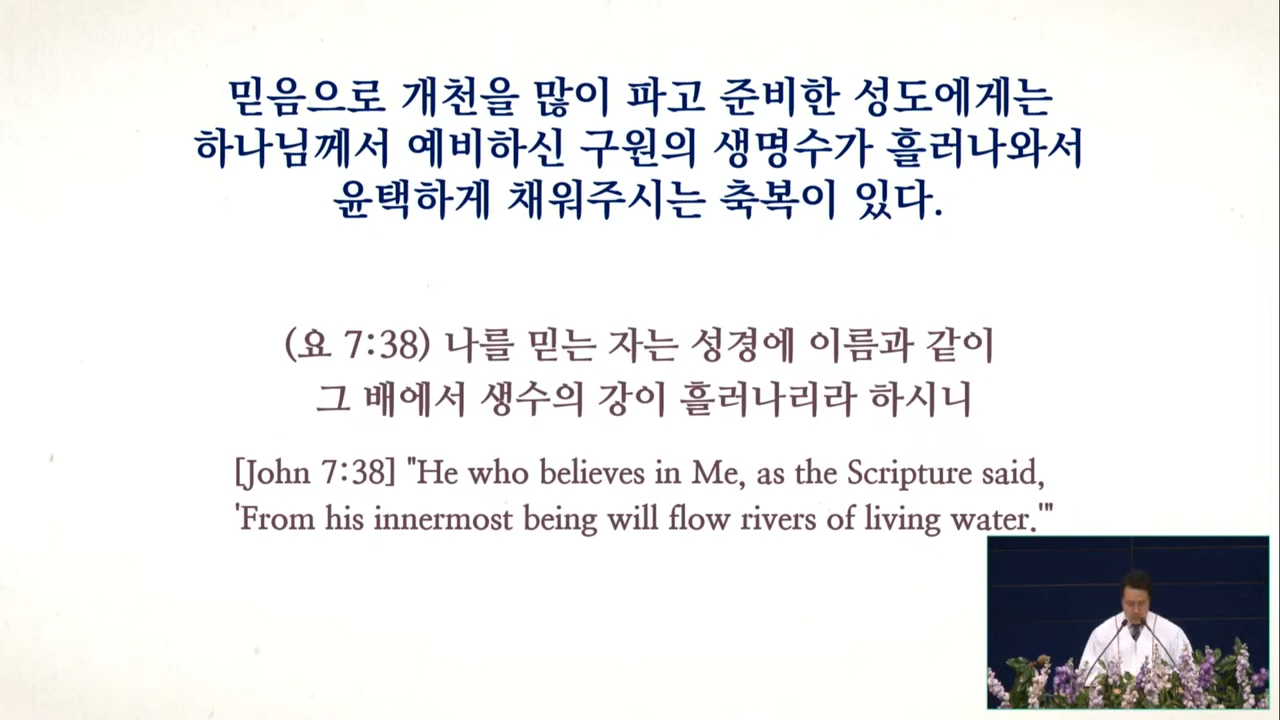 믿음으로 개천을 많이 파고 준비한 성도에게는
하나님께서 예비하신 구원의 생명수가 흘러나와서
윤택하게 채워주시는 축복이 있다.
(요 7:38) 나를 믿는 자는 성경에 이름과 같이
그 배에서 생수의 강이 흘러나리라 하시니
[John 7:38] "He who believes in Me, as the Scripture said,
'From his innermost being will flow rivers of living water.'"